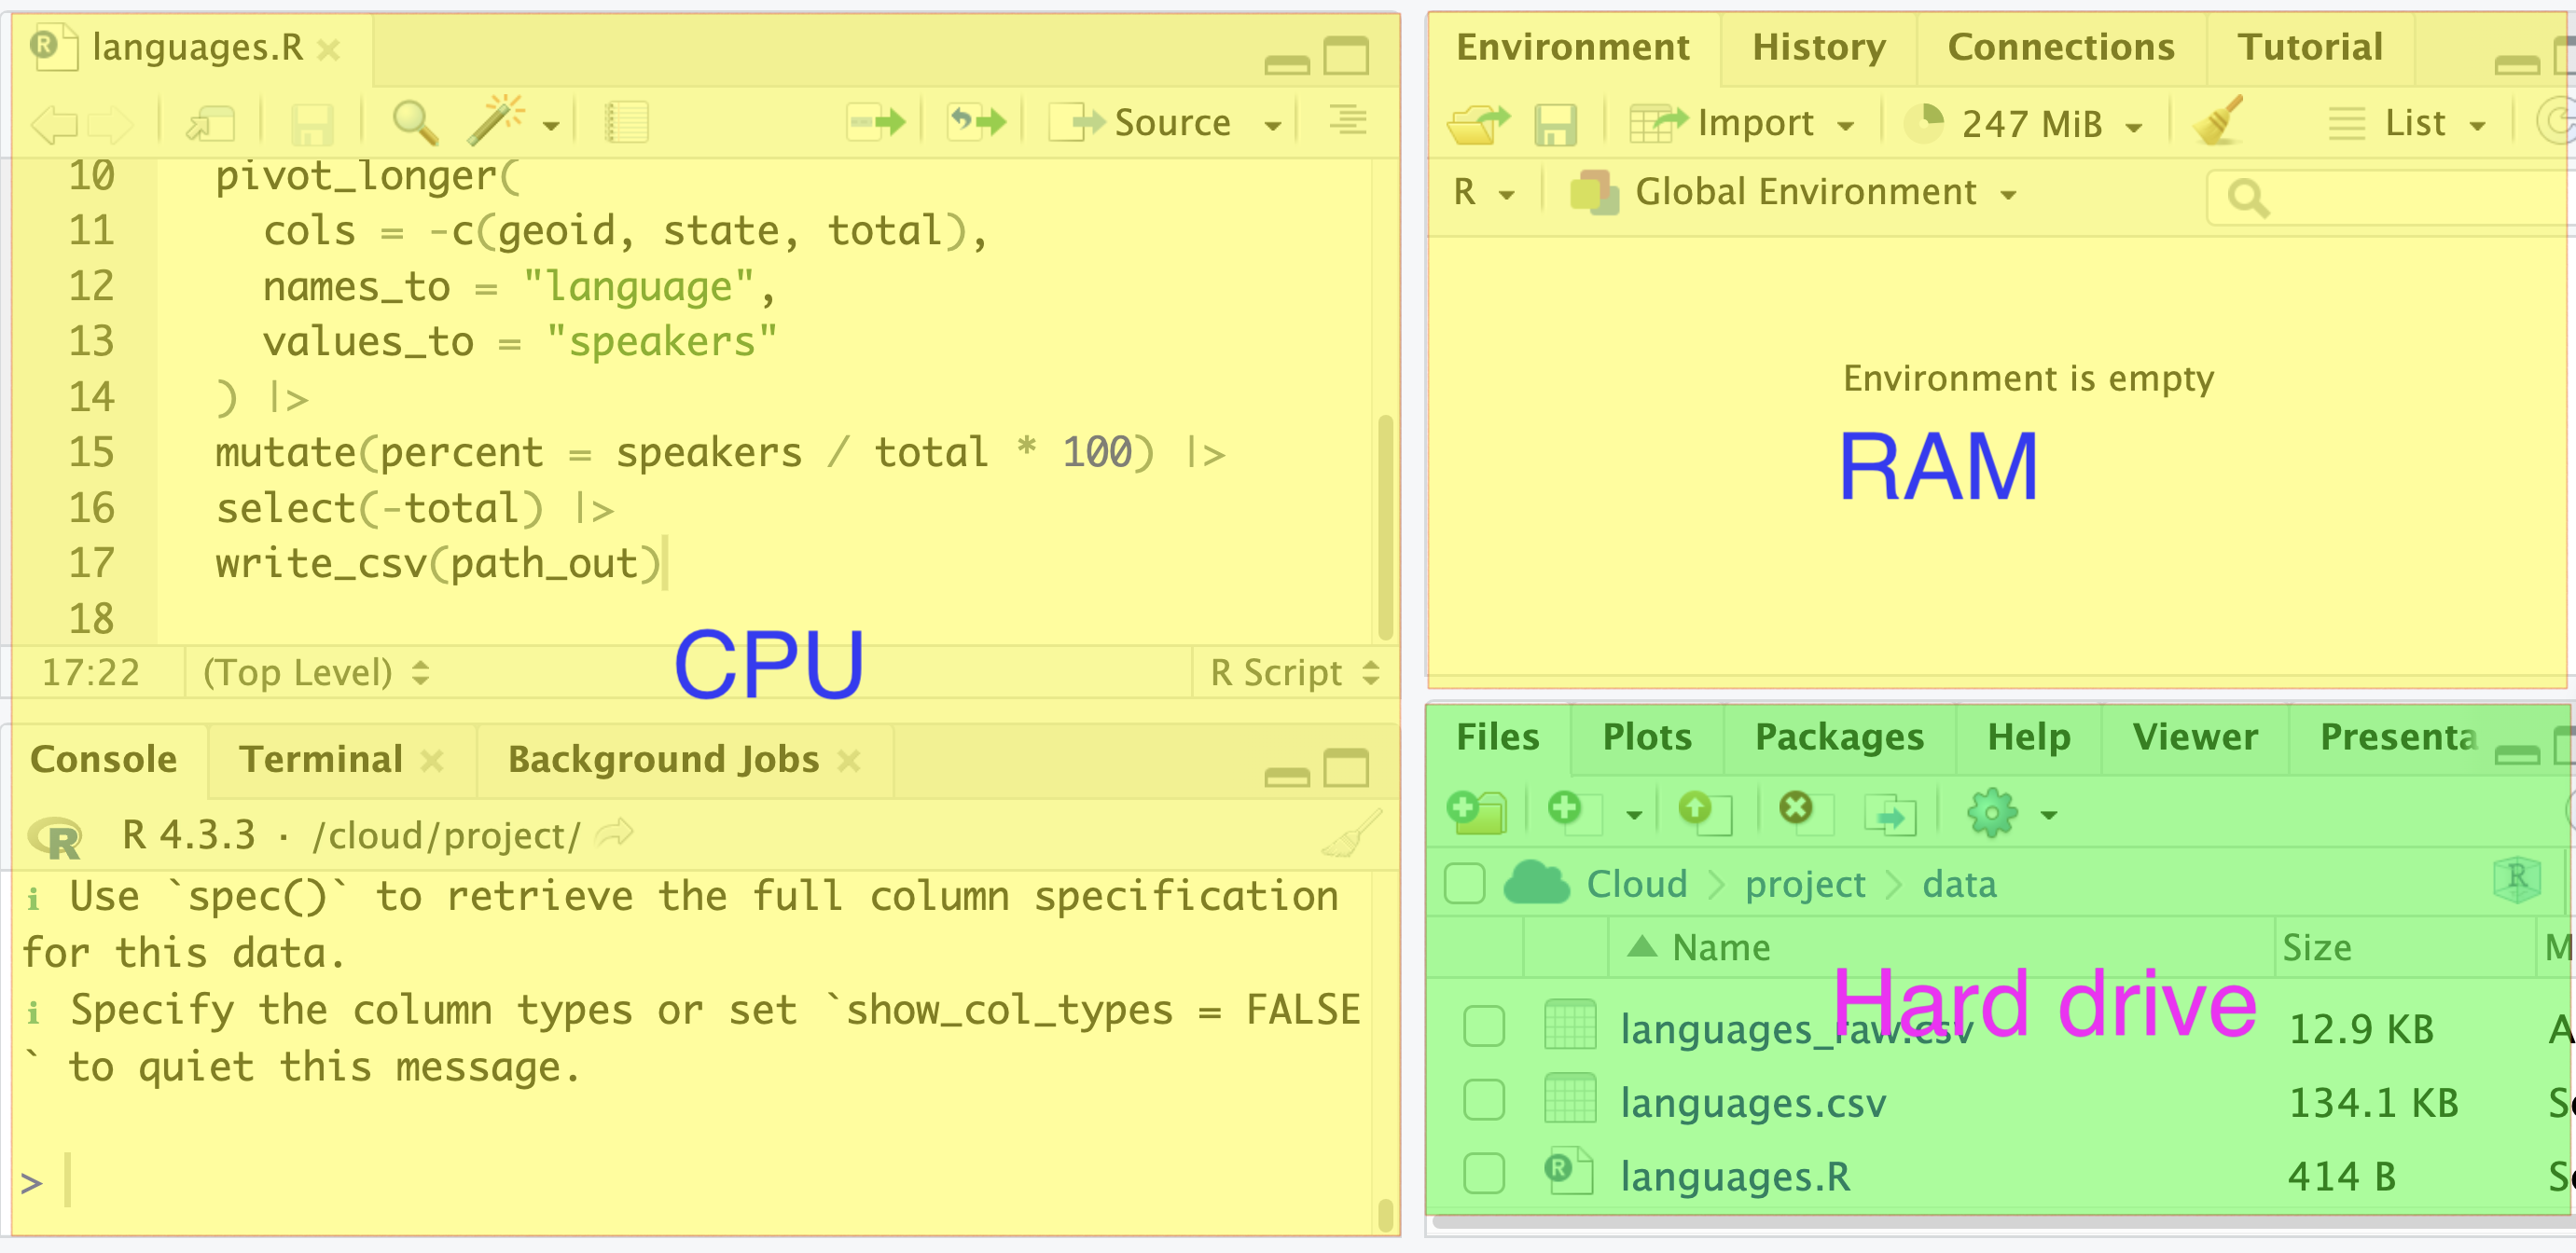 languages.R
Source
10 pivot_longer(
11 cols = -c(geoid, state, total),
12 names_to = "language",
13 values_to = "speakers"
14 ) |>
15 mutate(percent = speakers / total * 100) |>
16 select(-total) |>
17 write_csv(path_out)
18
CPU
17:22 (Top Level) R Script
Console Terminal Background Jobs
R 4.3.3 · /cloud/project/
i Use `spec()` to retrieve the full column specification
for this data.
i Specify the column types or set `show_col_types = FALSE
` to quiet this message.
>
Environment History Connections Tutorial
Import 247 MiB List
R Global Environment
Environment is empty
RAM
Files Plots Packages Help Viewer Presenta
Cloud > project > data
Name Size M
Hard drive
languages_raw.csv 12.9 KB A
languages.csv 134.1 KB Se
languages.R 414 B Se